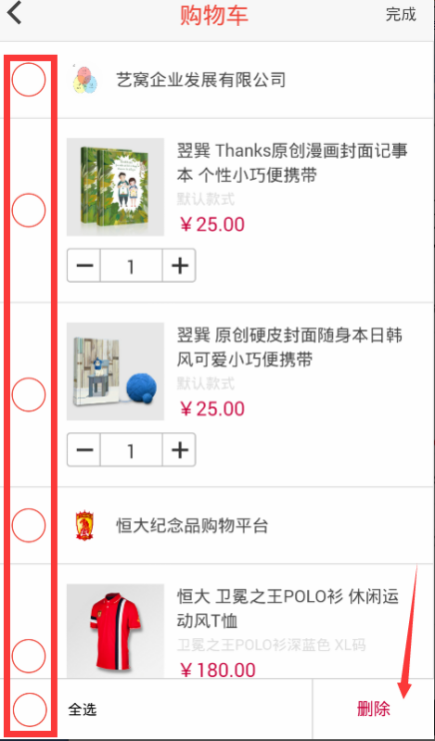 购物车
完成
艺窝企业发展有限公司
翌巽 Thanks原创漫画封面记事
本 个性小巧便携带
默认款式
￥25.00
1
翌巽 原创硬皮封面随身本日韩
风可爱小巧便携带
默认款式
￥25.00
1
恒大纪念品购物平台
恒大 卫冕之王POLO衫 休闲运
动风T恤
卫冕之王POLO衫深蓝色 XL码
￥180.00
全选
删除